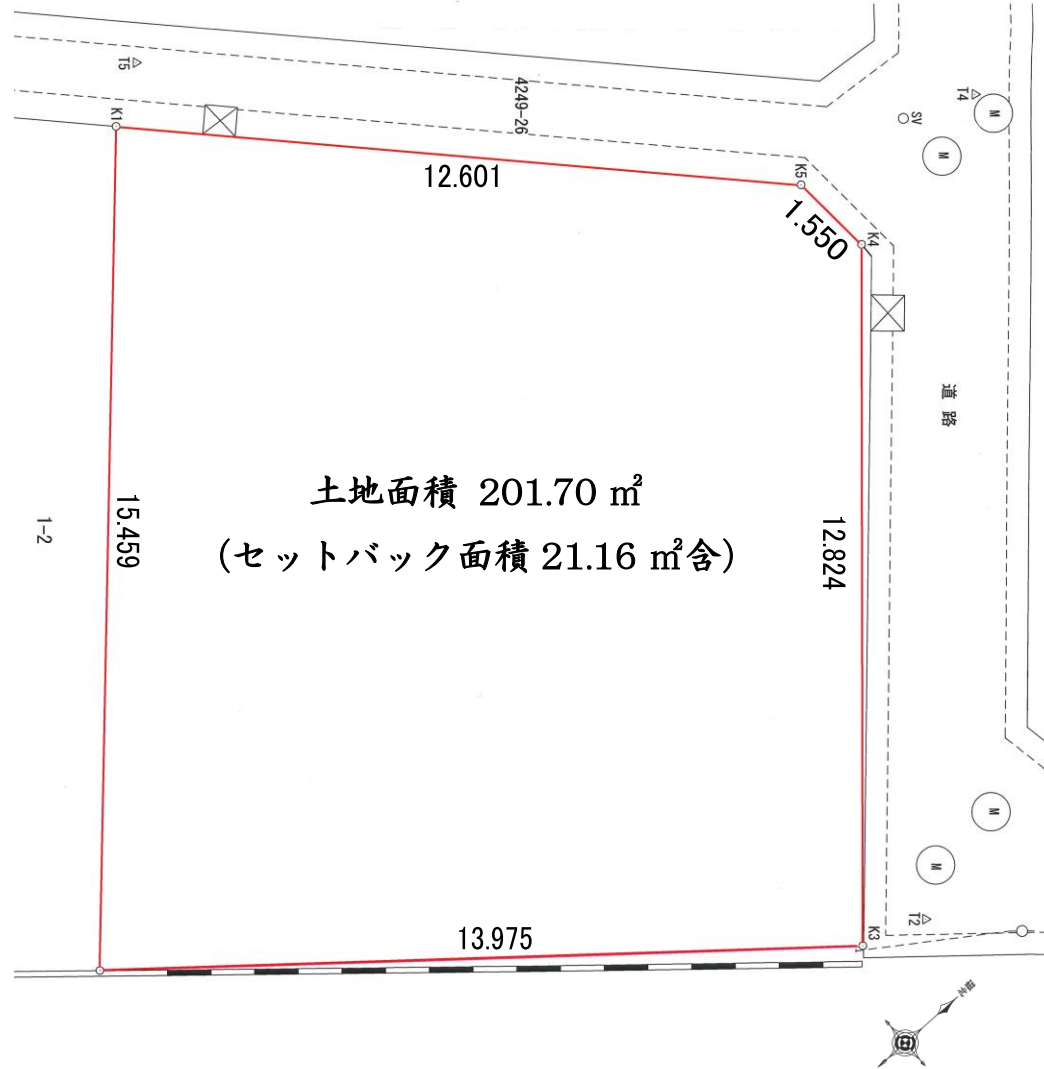 T5
4249-26
T4
M
SV
M
K1
12.601
K5
1.550
K4
道路
土地面積 201.70 ㎡
(セットバック面積 21.16 ㎡含)
15.459
1-2
12.824
M
M
T2
K3
13.975
磁北